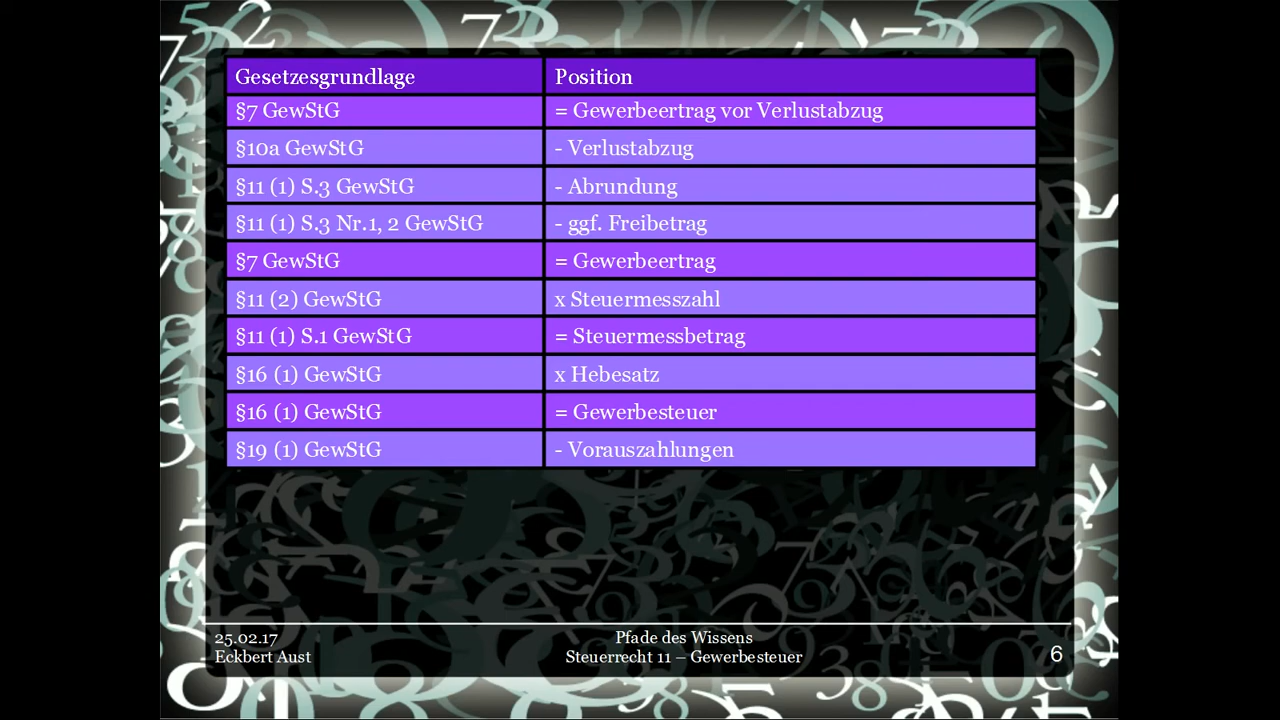 Gesetzesgrundlage Position
§7 GewStG = Gewerbeertrag vor Verlustabzug
§10a GewStG - Verlustabzug
§11 (1) S.3 GewStG - Abrundung
§11 (1) S.3 Nr.1, 2 GewStG - ggf. Freibetrag
§7 GewStG = Gewerbeertrag
§11 (2) GewStG x Steuermesszahl
§11 (1) S.1 GewStG = Steuermessbetrag
§16 (1) GewStG x Hebesatz
§16 (1) GewStG = Gewerbesteuer
§19 (1) GewStG - Vorauszahlungen
25.02.17 Pfade des Wissens
Eckbert Aust Steuerrecht 11 – Gewerbesteuer 6